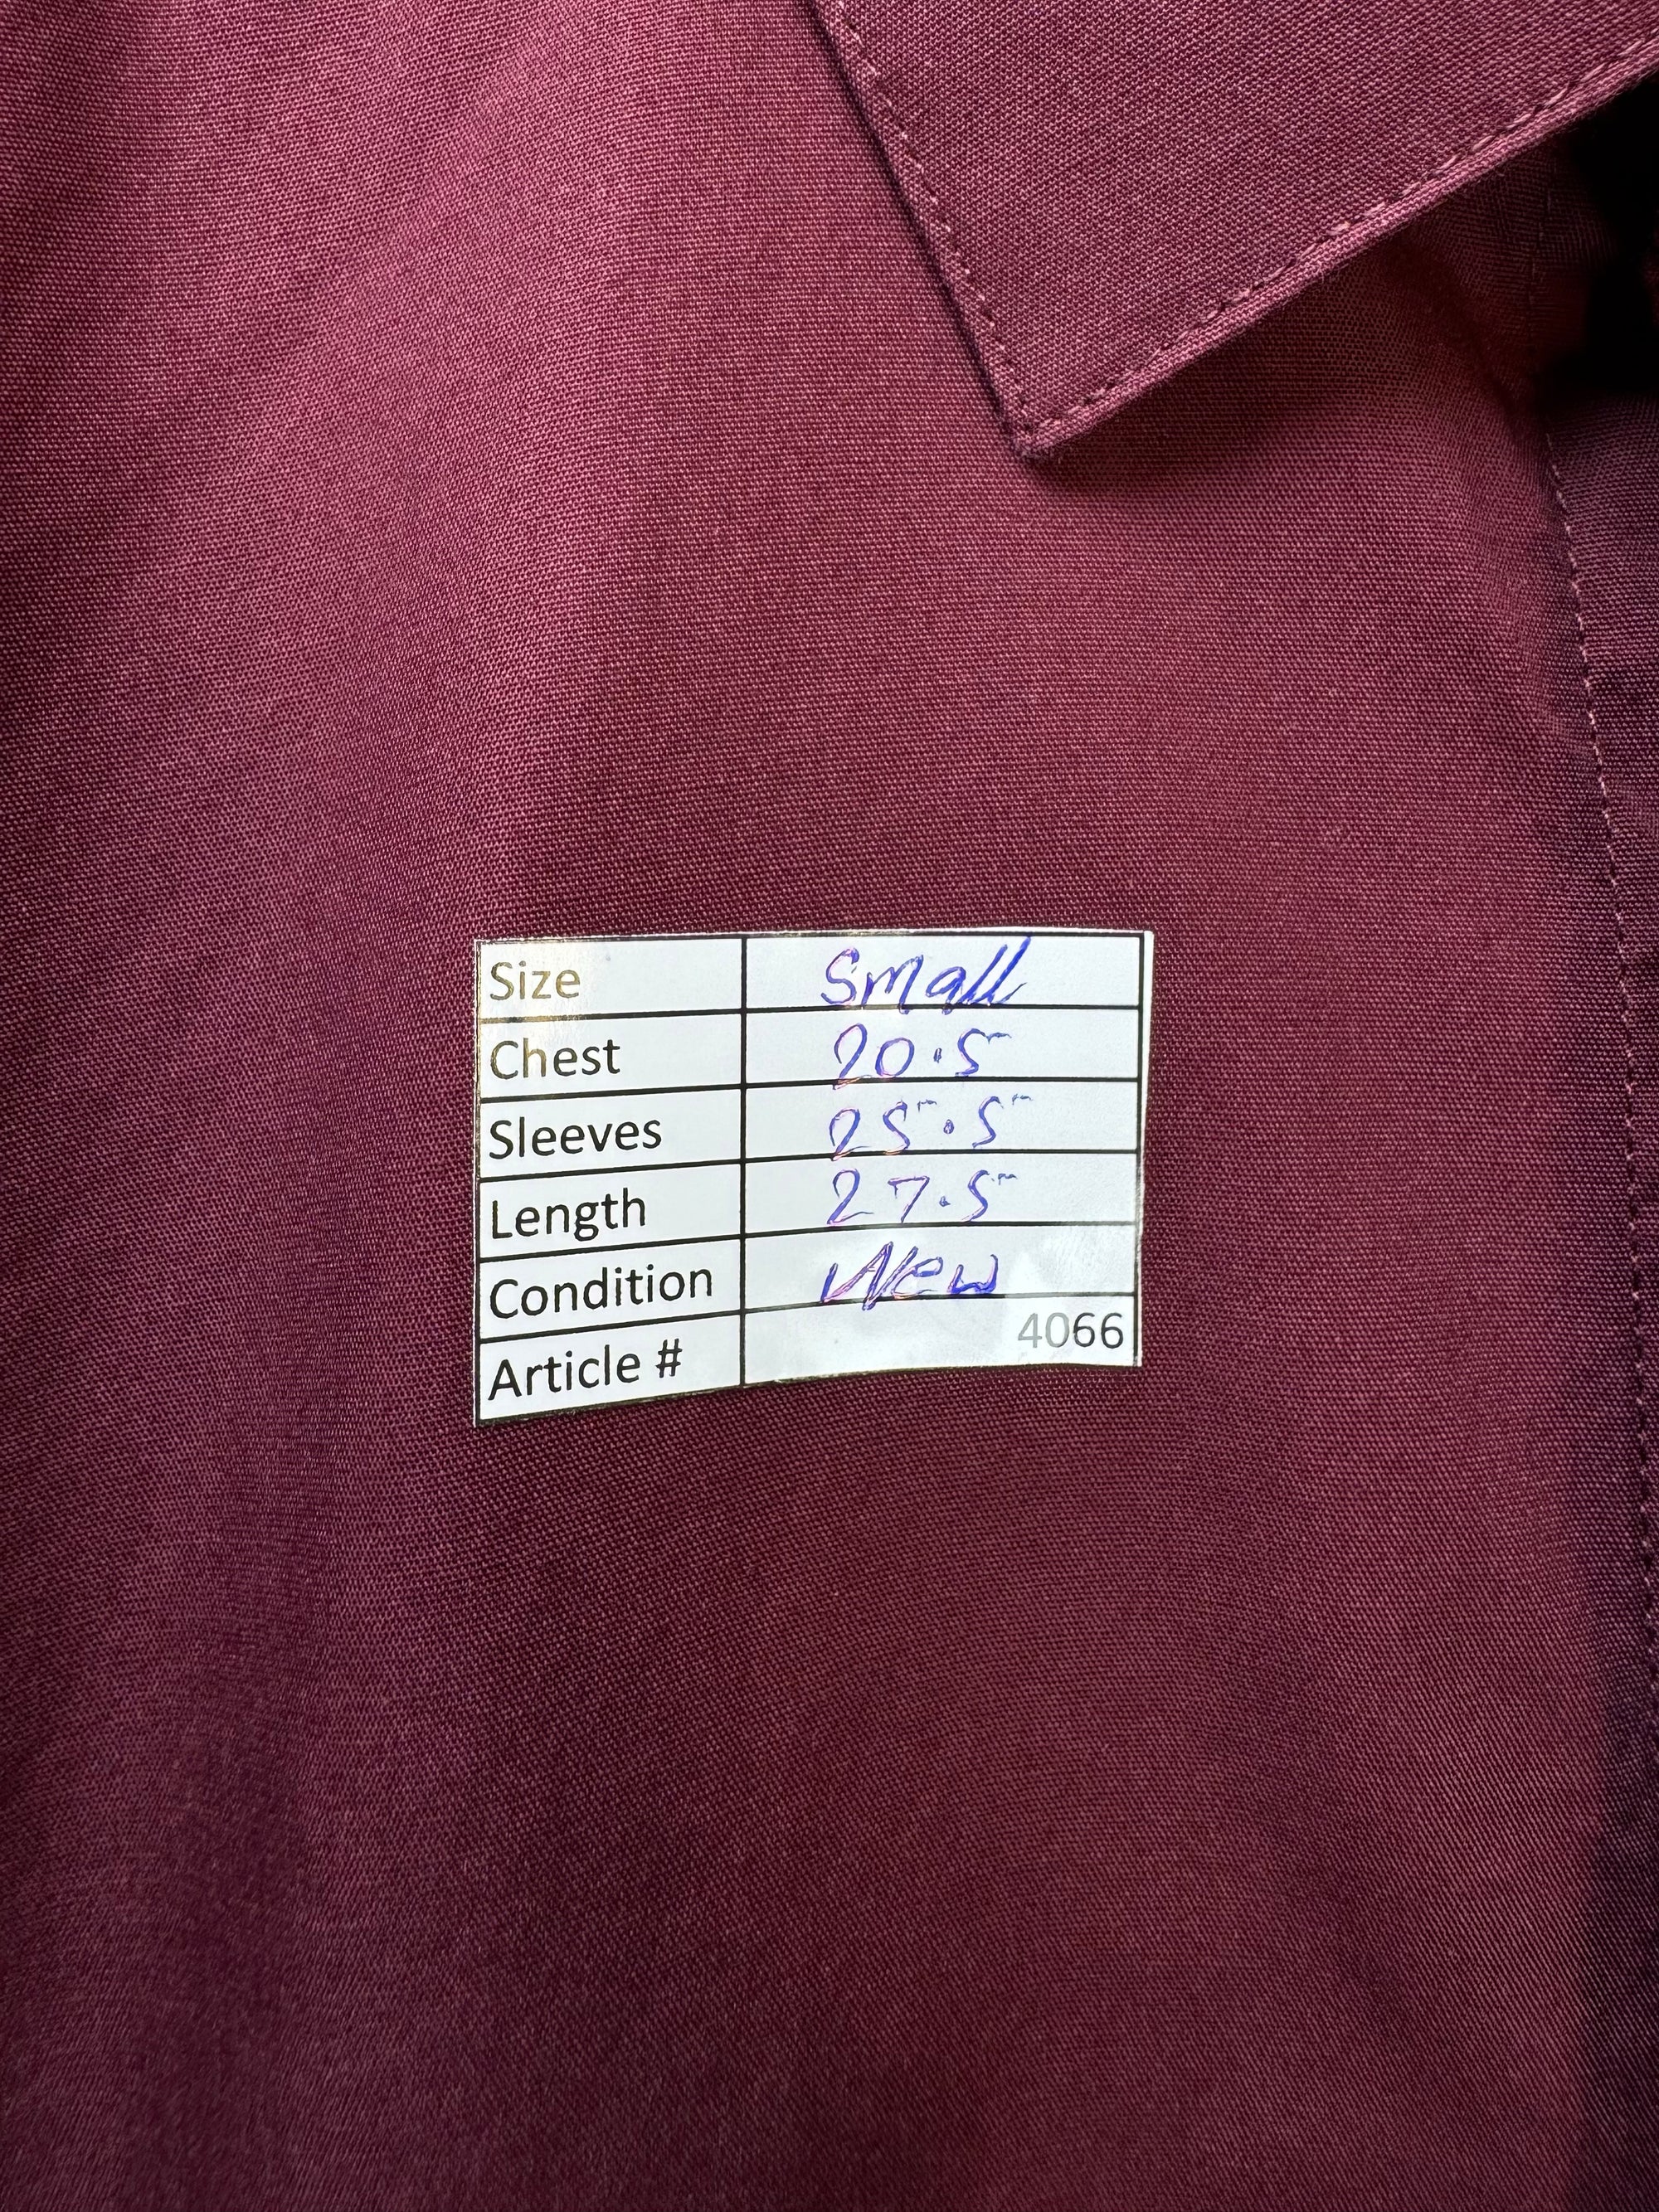 Size Small
Chest 20.5
Sleeves 25.5
Length 27.5
Condition New
Article # 4066